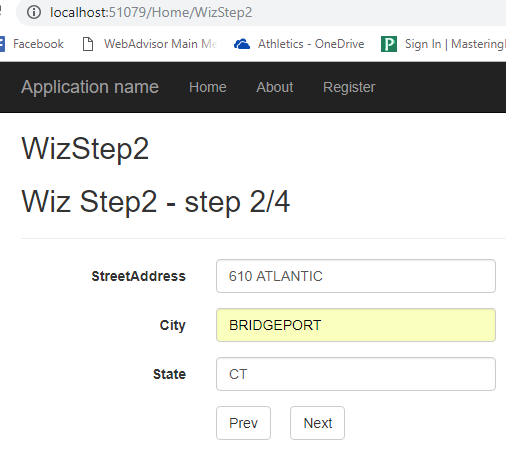 localhost:51079/Home/WizStep2
Facebook WebAdvisor Main Me Athletics - OneDrive Sign In | Mastering
Application name Home About Register
WizStep2
Wiz Step2 - step 2/4
StreetAddress 610 ATLANTIC
City BRIDGEPORT
State CT
Prev Next